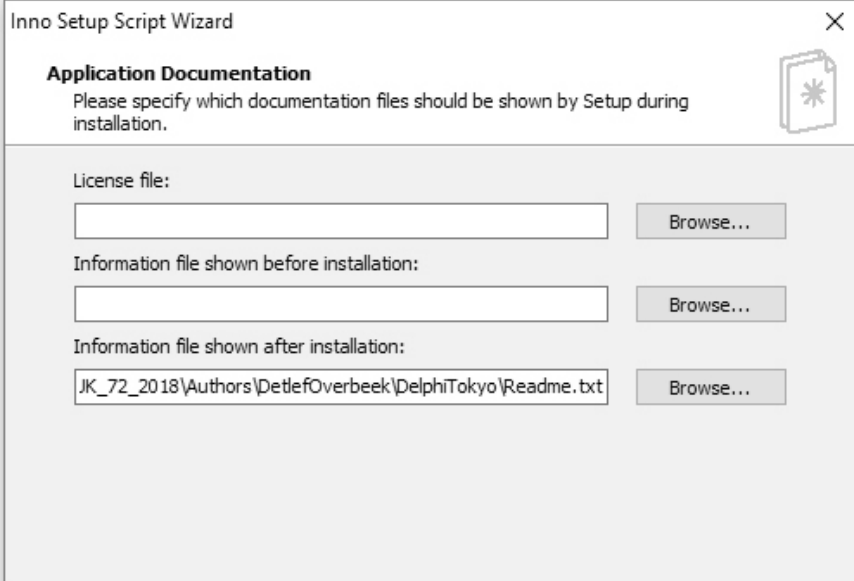 Inno Setup Script Wizard
Application Documentation
Please specify which documentation files should be shown by Setup during
installation.
License file:
Browse...
Information file shown before installation:
Browse...
Information file shown after installation:
JK_72_2018\Authors\DetlefOverbeek\DelphiTokyo\Readme.txt
Browse...